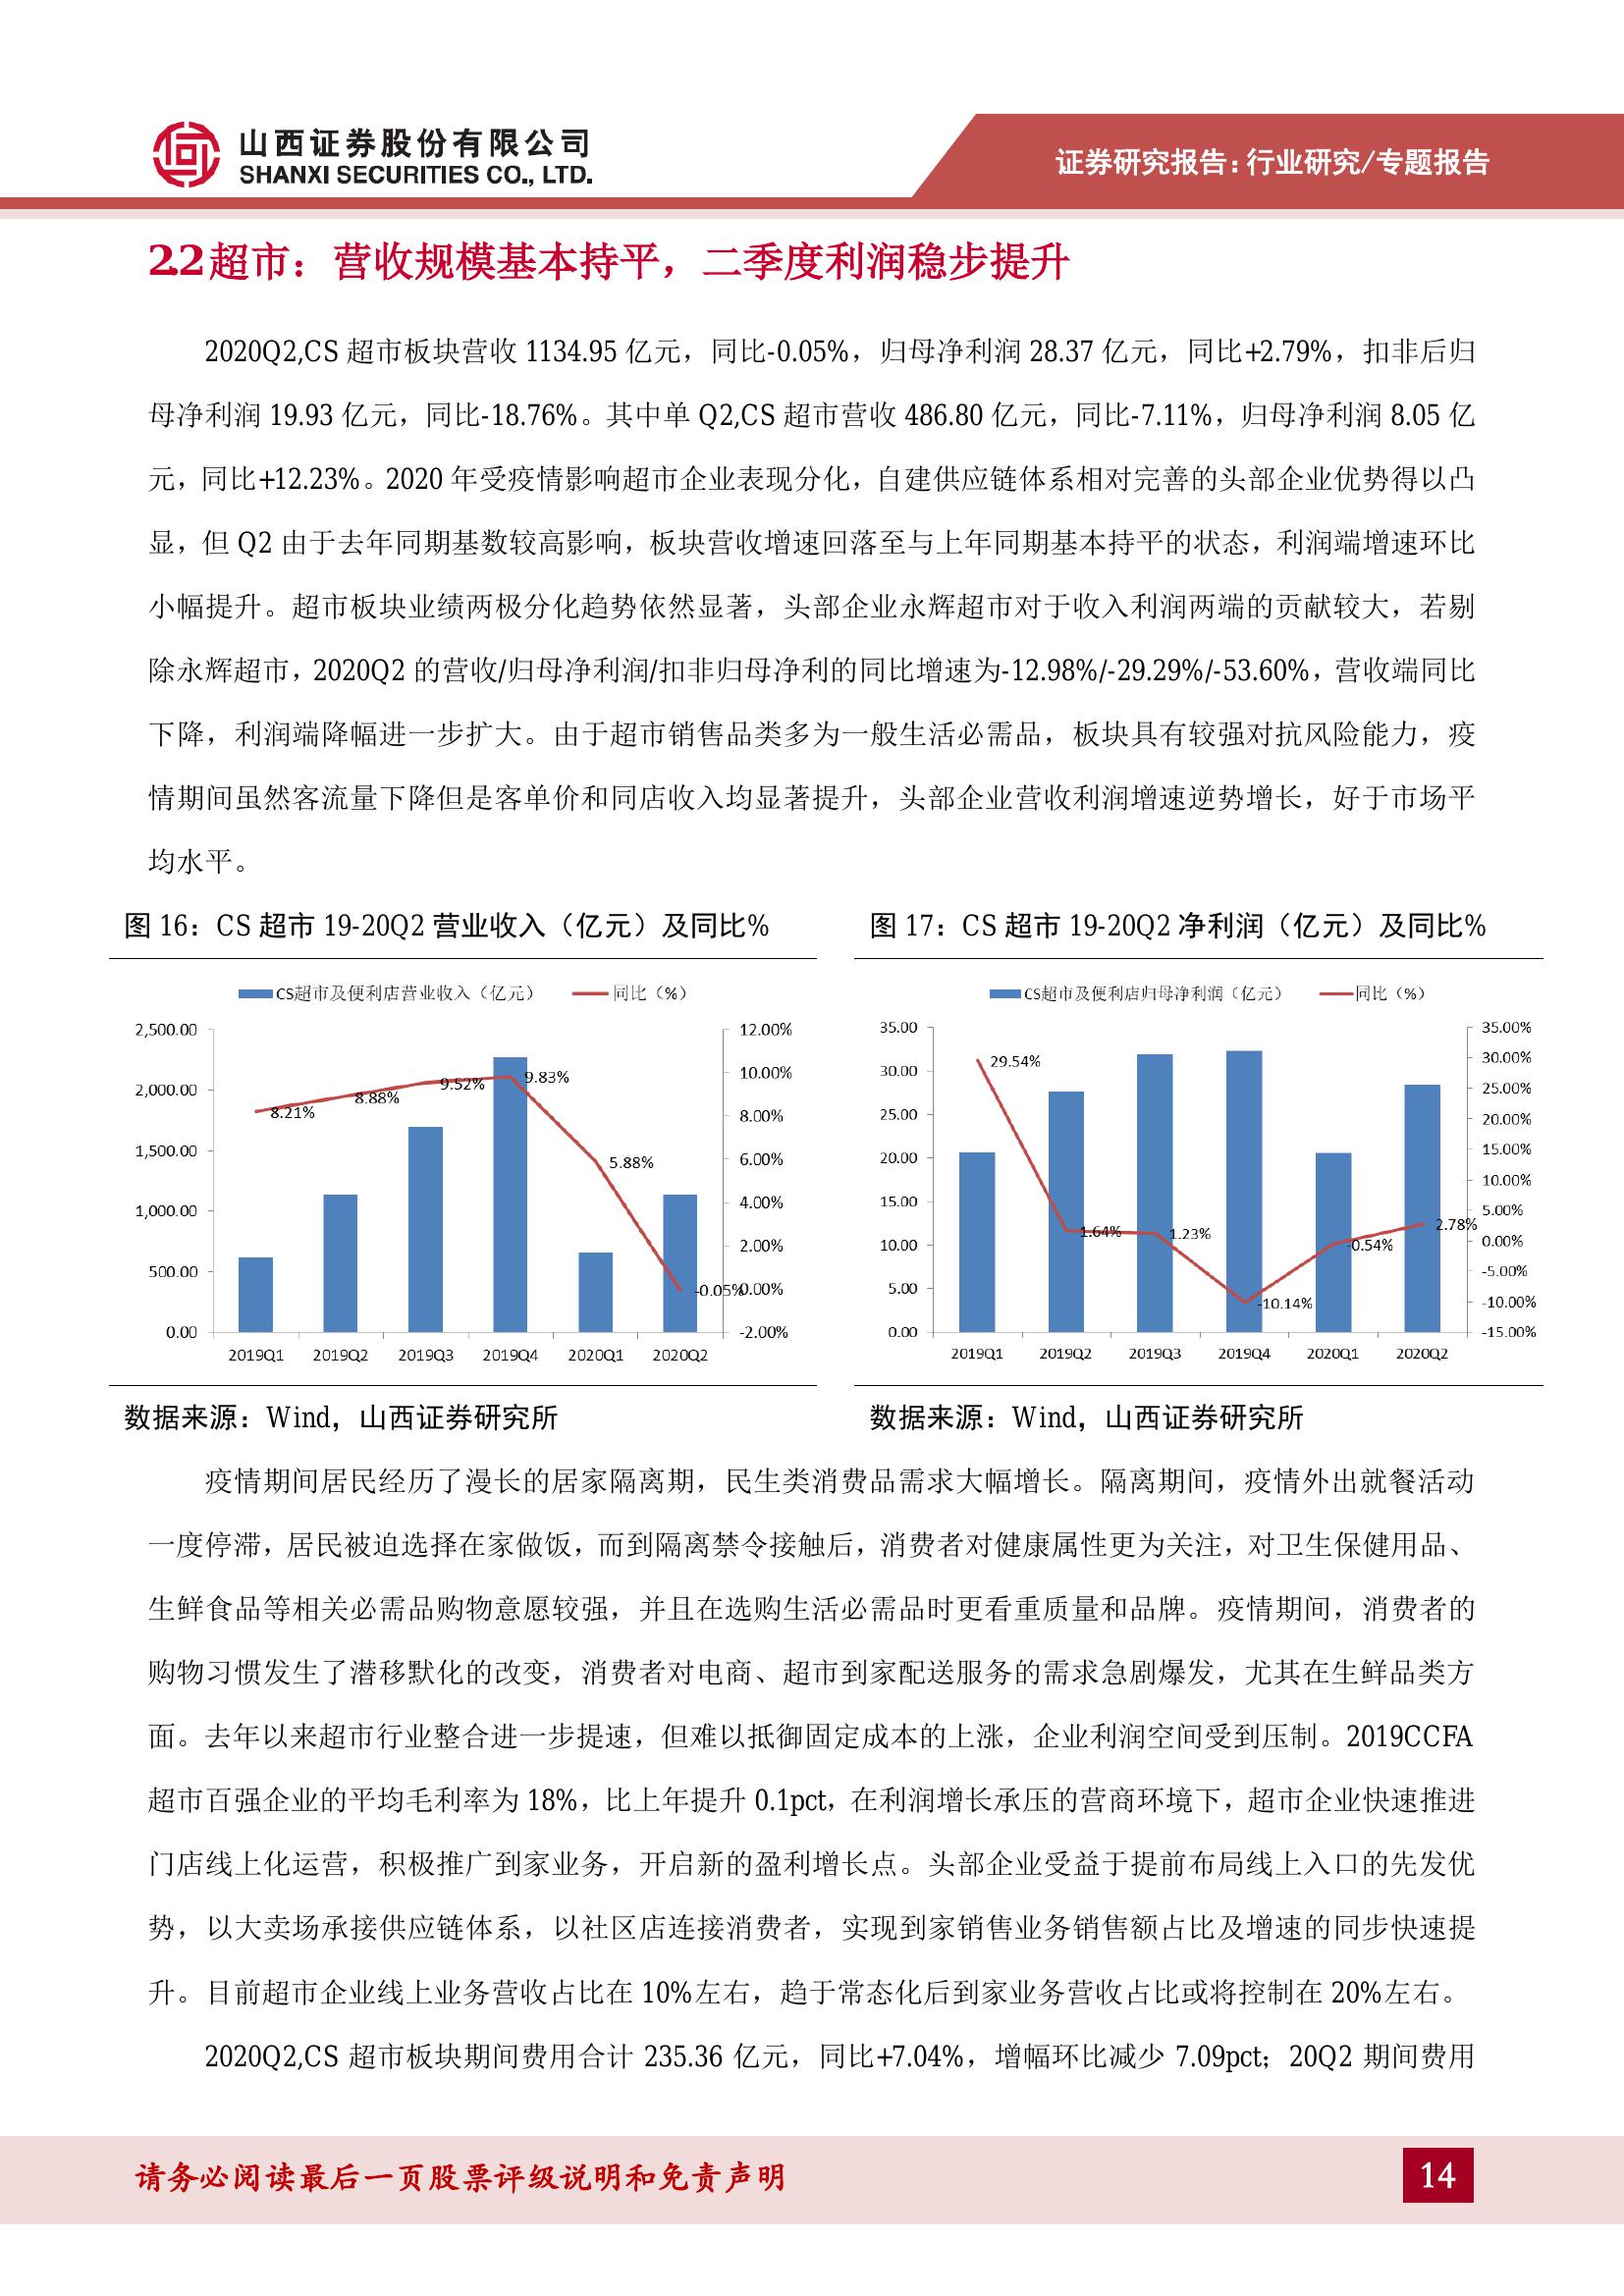 山西证券股份有限公司
SHANXI SECURITIES CO., LTD.
证券研究报告：行业研究/专题报告
2.2 超市：营收规模基本持平，二季度利润稳步提升
2020Q2,CS 超市板块营收 1134.95 亿元，同比-0.05%，归母净利润 28.37 亿元，同比+2.79%，扣非后归
母净利润 19.93 亿元，同比-18.76%。其中单 Q2,CS 超市营收 486.80 亿元，同比-7.11%，归母净利润 8.05 亿
元，同比+12.23%。2020 年受疫情影响超市企业表现分化，自建供应链体系相对完善的头部企业优势得以凸
显，但 Q2 由于去年同期基数较高影响，板块营收增速回落至与上年同期基本持平的状态，利润端增速环比
小幅提升。超市板块业绩两极分化趋势依然显著，头部企业永辉超市对于收入利润两端的贡献较大，若剔
除永辉超市，2020Q2 的营收/归母净利润/扣非归母净利的同比增速为-12.98%/-29.29%/-53.60%，营收端同比
下降，利润端降幅进一步扩大。由于超市销售品类多为一般生活必需品，板块具有较强对抗风险能力，疫
情期间虽然客流量下降但是客单价和同店收入均显著提升，头部企业营收利润增速逆势增长，好于市场平
均水平。
图 16：CS 超市 19-20Q2 营业收入（亿元）及同比%
CS超市及便利店营业收入（亿元） 同比（%）
2,500.00
2,000.00
1,500.00
1,000.00
500.00
0.00
12.00%
10.00%
8.00%
6.00%
4.00%
2.00%
0.00%
-2.00%
8.21%
8.88%
9.52%
9.83%
5.88%
-0.05%
2019Q1 2019Q2 2019Q3 2019Q4 2020Q1 2020Q2
数据来源：Wind，山西证券研究所
图 17：CS 超市 19-20Q2 净利润（亿元）及同比%
CS超市及便利店归母净利润（亿元） 同比（%）
35.00
30.00
25.00
20.00
15.00
10.00
5.00
0.00
35.00%
30.00%
25.00%
20.00%
15.00%
10.00%
5.00%
0.00%
-5.00%
-10.00%
-15.00%
29.54%
1.64%
1.23%
-10.14%
-0.54%
2.78%
2019Q1 2019Q2 2019Q3 2019Q4 2020Q1 2020Q2
数据来源：Wind，山西证券研究所
疫情期间居民经历了漫长的居家隔离期，民生类消费品需求大幅增长。隔离期间，疫情外出就餐活动
一度停滞，居民被迫选择在家做饭，而到隔离禁令接触后，消费者对健康属性更为关注，对卫生保健用品、
生鲜食品等相关必需品购物意愿较强，并且在选购生活必需品时更看重质量和品牌。疫情期间，消费者的
购物习惯发生了潜移默化的改变，消费者对电商、超市到家配送服务的需求急剧爆发，尤其在生鲜品类方
面。去年以来超市行业整合进一步提速，但难以抵御固定成本的上涨，企业利润空间受到压制。2019CCFA
超市百强企业的平均毛利率为 18%，比上年提升 0.1pct，在利润增长承压的营商环境下，超市企业快速推进
门店线上化运营，积极推广到家业务，开启新的盈利增长点。头部企业受益于提前布局线上入口的先发优
势，以大卖场承接供应链体系，以社区店连接消费者，实现到家销售业务销售额占比及增速的同步快速提
升。目前超市企业线上业务营收占比在 10%左右，趋于常态化后到家业务营收占比或将控制在 20%左右。
2020Q2,CS 超市板块期间费用合计 235.36 亿元，同比+7.04%，增幅环比减少 7.09pct；20Q2 期间费用
请务必阅读最后一页股票评级说明和免责声明
14